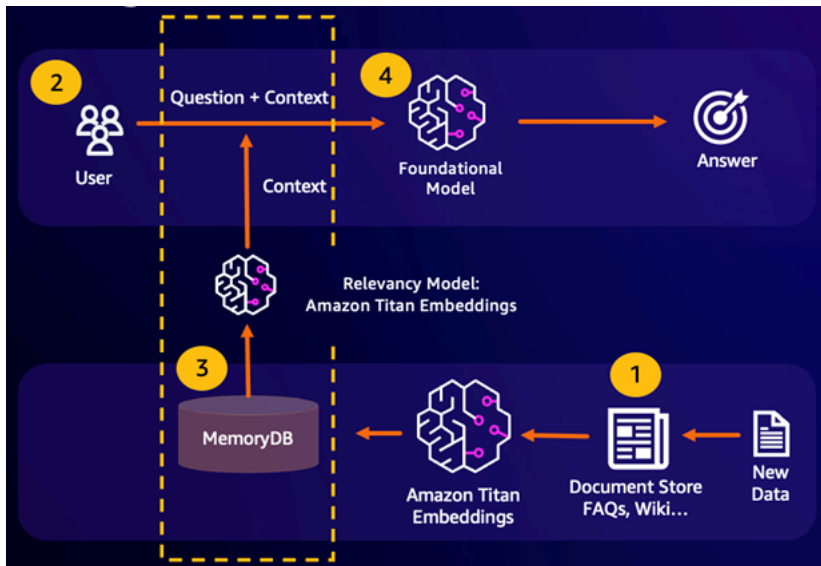 2
Question + Context
4
User
Foundational
Model
Answer
Context
Relevancy Model:
Amazon Titan Embeddings
3
1
MemoryDB
Amazon Titan
Embeddings
Document Store
FAQs, Wiki...
New
Data